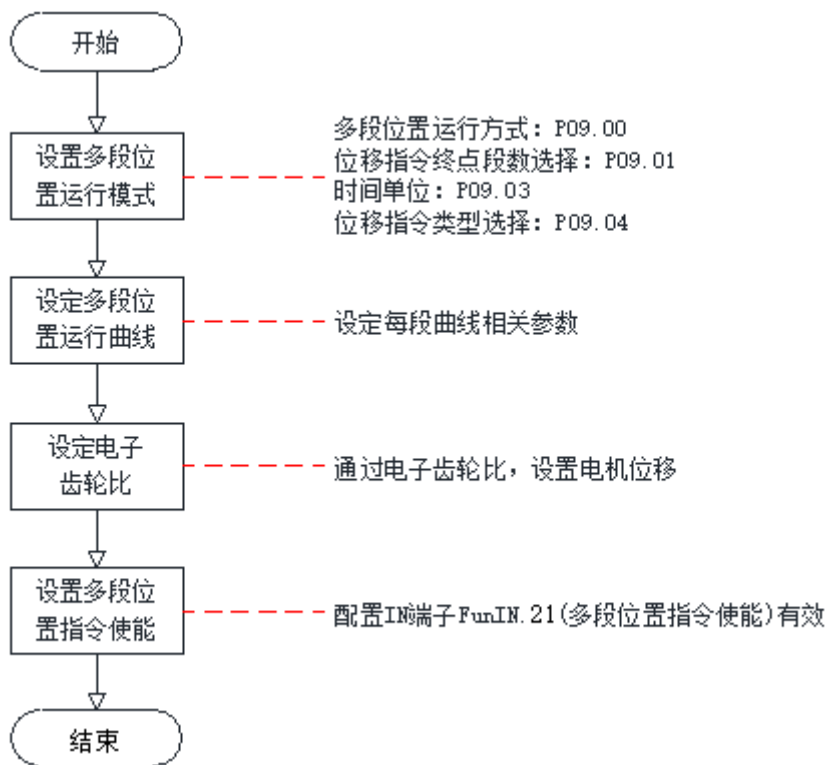 开始
设置多段位
置运行模式
多段位置运行方式：P09.00
位移指令终点段数选择：P09.01
时间单位：P09.03
位移指令类型选择：P09.04
设定多段位
置运行曲线
设定每段曲线相关参数
设定电子
齿轮比
通过电子齿轮比，设置电机位移
设置多段位
置指令使能
配置IN端子FunIN.21(多段位置指令使能)有效
结束